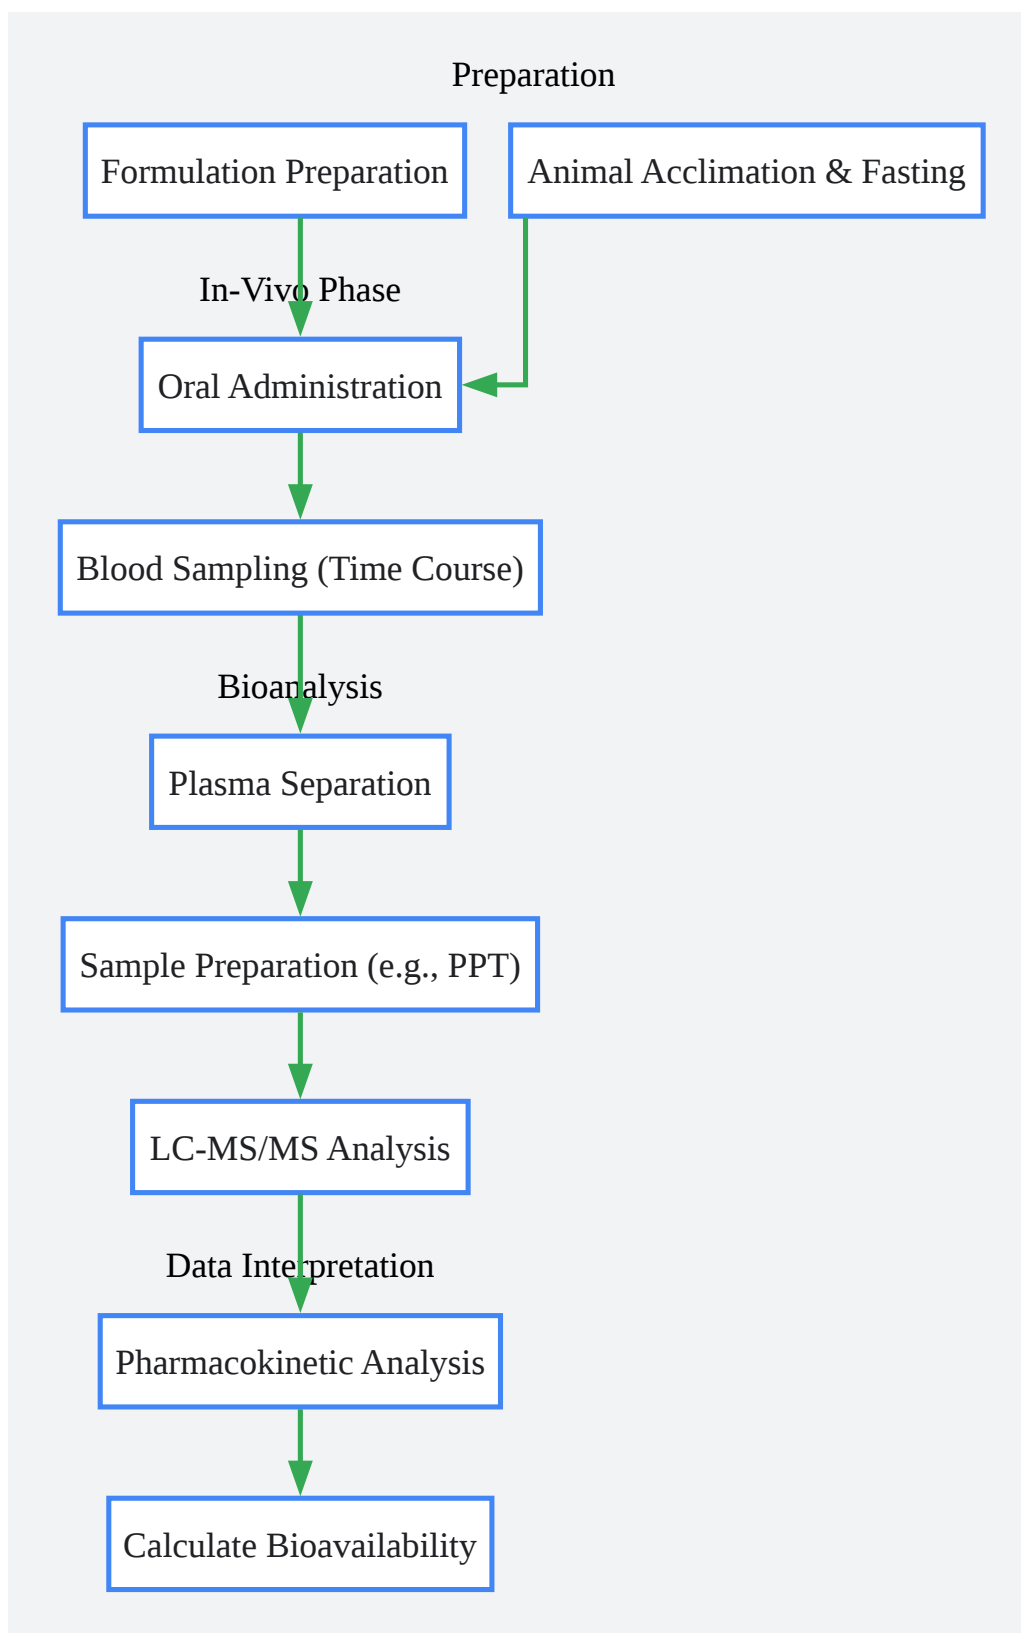 Preparation
Formulation Preparation
Animal Acclimation & Fasting
In-Vivo Phase
Oral Administration
Blood Sampling (Time Course)
Bioanalysis
Plasma Separation
Sample Preparation (e.g., PPT)
LC-MS/MS Analysis
Data Interpretation
Pharmacokinetic Analysis
Calculate Bioavailability